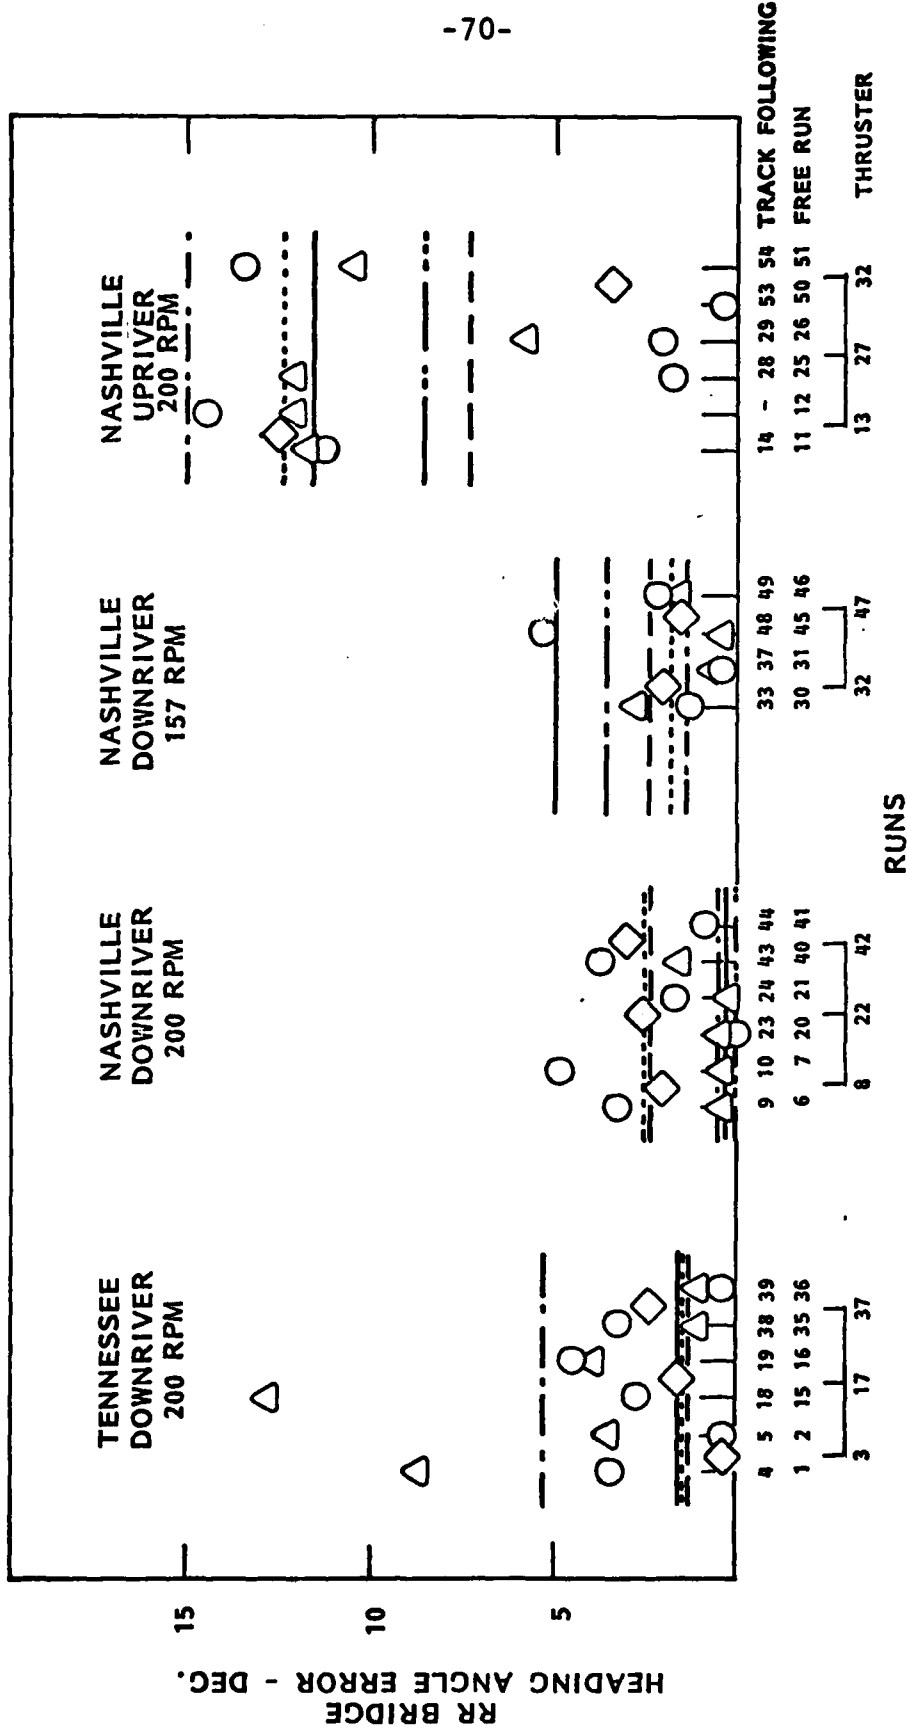 -70-
TENNESSEE
DOWNRIVER
200 RPM
NASHVILLE
DOWNRIVER
200 RPM
NASHVILLE
DOWNRIVER
157 RPM
NASHVILLE
UPRIVER
200 RPM
RR BRIDGE
HEADING ANGLE ERROR - DEG.
15
10
5
4 5 18 19 38 39 9 10 23 24 43 44 33 37 48 49 14 - 28 29 53 54 TRACK FOLLOWING
1 2 15 16 35 36 6 7 20 21 40 41 30 31 45 46 11 12 25 26 50 51 FREE RUN
3 17 37 8 22 42 32 47 13 27 32 THRUSTER
RUNS